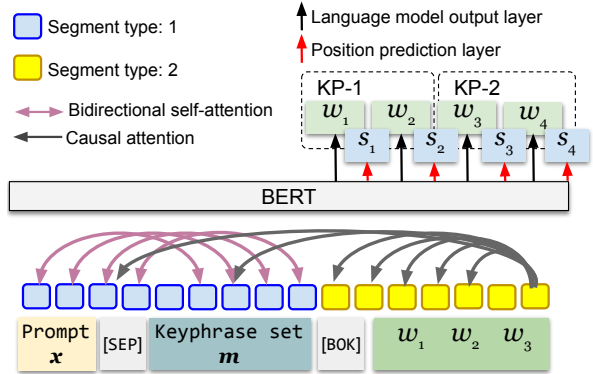 Segment type: 1
Segment type: 2
Bidirectional self-attention
Causal attention
Language model output layer
Position prediction layer
KP-1 KP-2
w1 w2 w3 w4
s1 s2 s3 s4
BERT
Prompt x [SEP] Keyphrase set m [BOK] w1 w2 w3